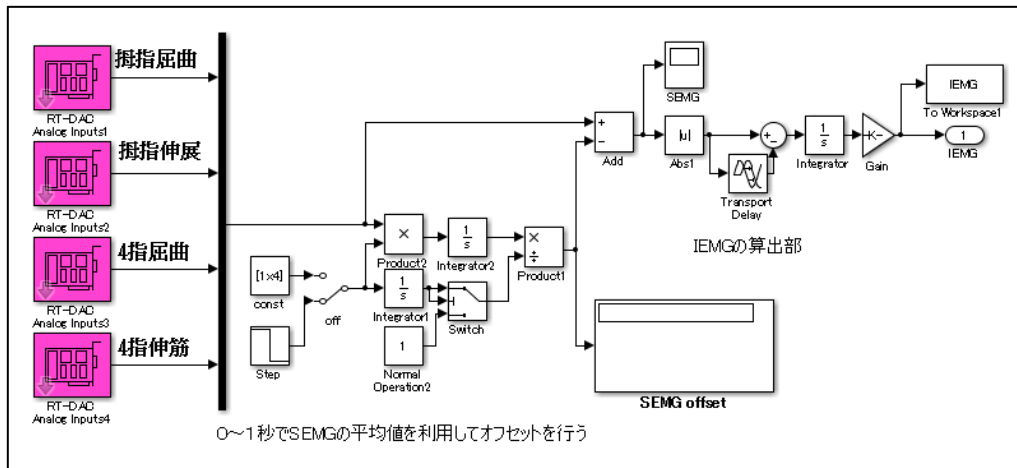 拇指屈曲
RT-DAC
Analog Inputs1
拇指伸展
RT-DAC
Analog Inputs2
4指屈曲
RT-DAC
Analog Inputs3
4指伸筋
RT-DAC
Analog Inputs4
[1x4]
const
Step
off
×
Product2
1
s
Integrator2
1
s
Integrator1
1
Normal
Operation2
Switch
×
÷
Product1
+
−
Add
SEMG
|u|
Abs1
Transport
Delay
+
−
1
s
Integrator
-K-
Gain
IEMG
To Workspace1
1
IEMG
IEMGの算出部
SEMG offset
0～1秒でSEMGの平均値を利用してオフセットを行う